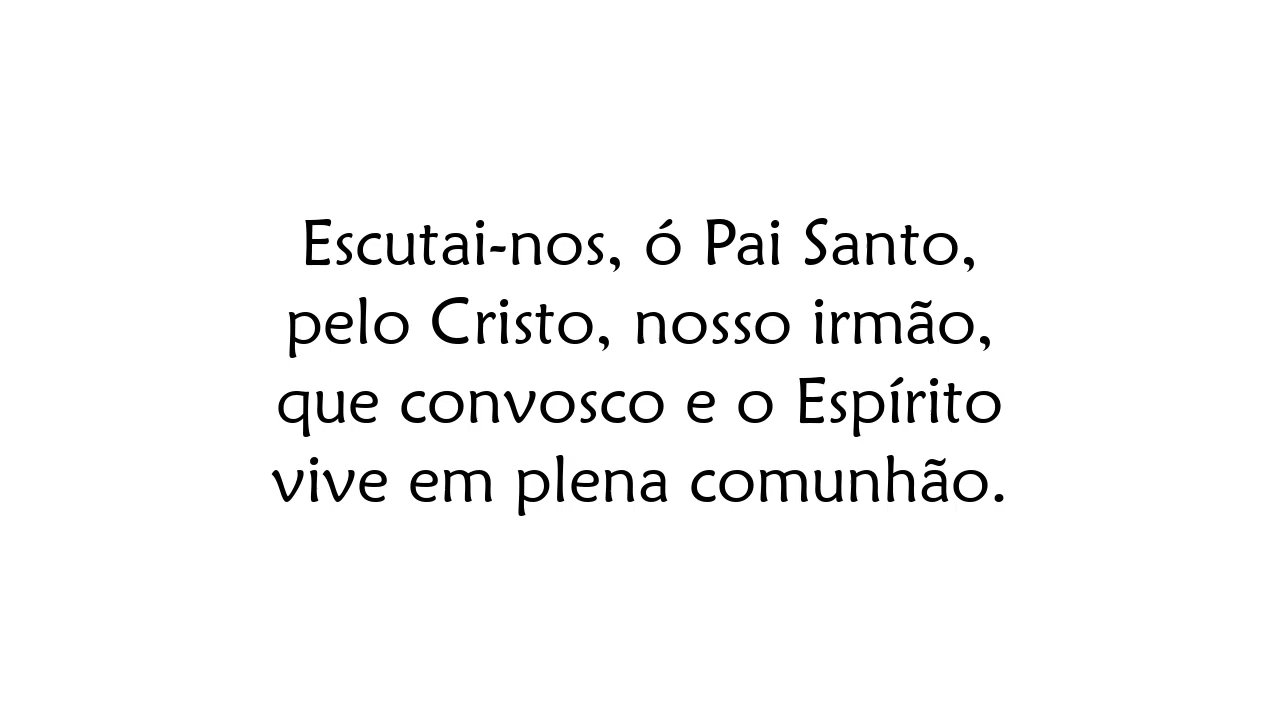 Escutai-nos, ó Pai Santo,
pelo Cristo, nosso irmão,
que convosco e o Espírito
vive em plena comunhão.